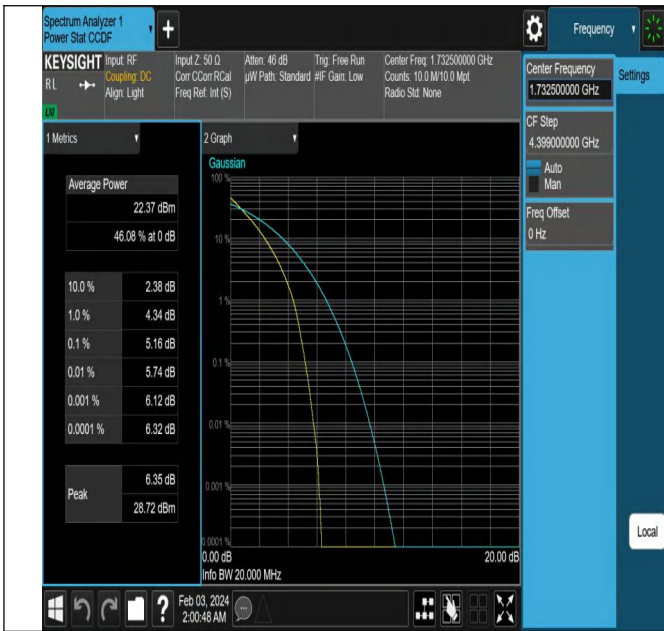 Spectrum Analyzer 1
Power Stat CCDF
+
Frequency
KEYSIGHT
RL
LXI
Input: RF
Coupling: DC
Align: Light
Input Z: 50 Ω
Corr CCorr RCal
Freq Ref: Int (S)
Atten: 46 dB
µW Path: Standard
Trig: Free Run
#IF Gain: Low
Center Freq: 1.732500000 GHz
Counts: 10.0 M/10.0 Mpt
Radio Std: None
Center Frequency
1.732500000 GHz
Settings
CF Step
4.399000000 GHz
Auto
Man
Freq Offset
0 Hz
1 Metrics
Average Power
22.37 dBm
46.08 % at 0 dB
10.0 % 2.38 dB
1.0 % 4.34 dB
0.1 % 5.16 dB
0.01 % 5.74 dB
0.001 % 6.12 dB
0.0001 % 6.32 dB
Peak
6.35 dB
28.72 dBm
2 Graph
Gaussian
100 %
10 %
1 %
0.1 %
0.01 %
0.001 %
0.0001 %
0.00 dB
20.00 dB
Info BW 20.000 MHz
Local
?
Feb 03, 2024
2:00:48 AM